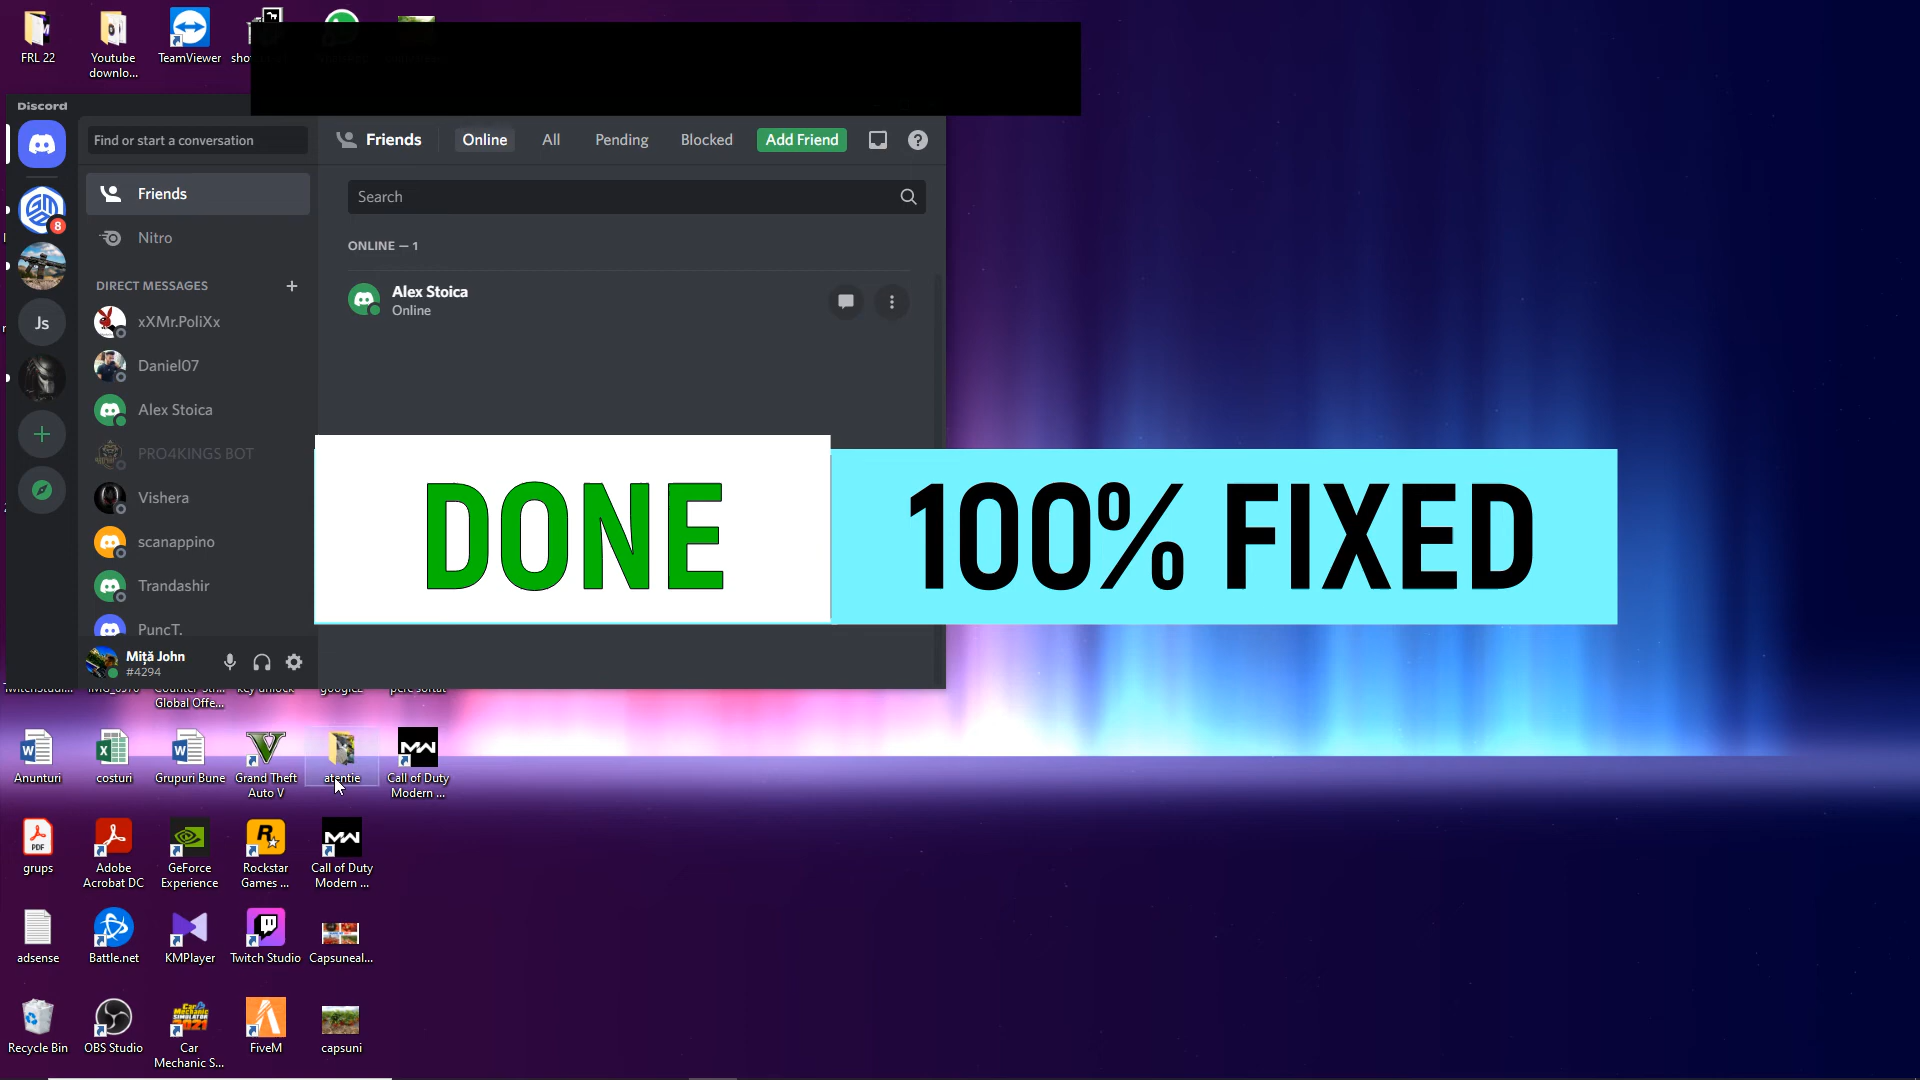 FRL 22
Youtube
downlo...
TeamViewer
Discord
Find or start a conversation
Friends
Online
All
Pending
Blocked
Add Friend
Friends
Search
Nitro
ONLINE — 1
DIRECT MESSAGES
Alex Stoica
Online
8
xXMr.PoliXx
Js
Daniel07
Alex Stoica
PRO4KINGS BOT
Vishera
DONE
100% FIXED
scanappino
Trandashir
PuncT.
Miță John
#4294
Global Offe...
Anunturi
costuri
Grupuri Bune
Grand Theft
Auto V
atentie
Call of Duty
Modern ...
grups
Adobe
Acrobat DC
GeForce
Experience
Rockstar
Games ...
Call of Duty
Modern ...
adsense
Battle.net
KMPlayer
Twitch Studio
Capsuneal...
Recycle Bin
OBS Studio
Car
Mechanic S...
FiveM
capsuni